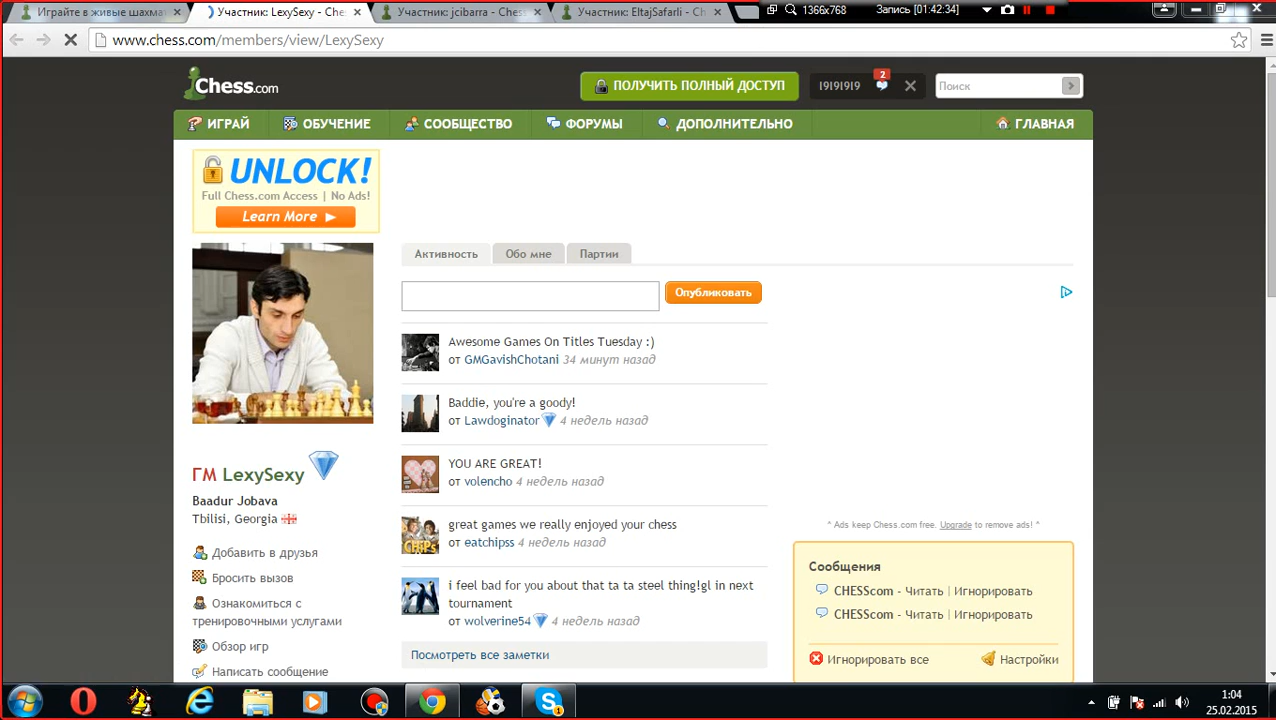 Играйте в живые шахмат
Участник: LexySexy - Che
Участник: jcibarra - Chess
Участник: EltajSafarli - Ch
1366x768
Запись [01:42:34]
www.chess.com/members/view/LexySexy
Chess.com
ПОЛУЧИТЬ ПОЛНЫЙ ДОСТУП
19191919
2
Поиск
ИГРАЙ
ОБУЧЕНИЕ
СООБЩЕСТВО
ФОРУМЫ
ДОПОЛНИТЕЛЬНО
ГЛАВНАЯ
UNLOCK!
Full Chess.com Access | No Ads!
Learn More
Активность
Обо мне
Партии
Опубликовать
Awesome Games On Titles Tuesday :)
от GMGavishChotani 34 минут назад
Baddie, you're a goody!
от Lawdoginator 4 недель назад
YOU ARE GREAT!
от volencho 4 недель назад
great games we really enjoyed your chess
от eatchipss 4 недель назад
i feel bad for you about that ta ta steel thing!gl in next
tournament
от wolverine54 4 недель назад
Посмотреть все заметки
ГМ LexySexy
Baadur Jobava
Tbilisi, Georgia
Добавить в друзья
Бросить вызов
Ознакомиться с
тренировочными услугами
Обзор игр
Написать сообщение
^ Ads keep Chess.com free. Upgrade to remove ads! ^
Сообщения
CHESScom - Читать | Игнорировать
CHESScom - Читать | Игнорировать
Игнорировать все
Настройки
CHIPS
1:04
25.02.2015